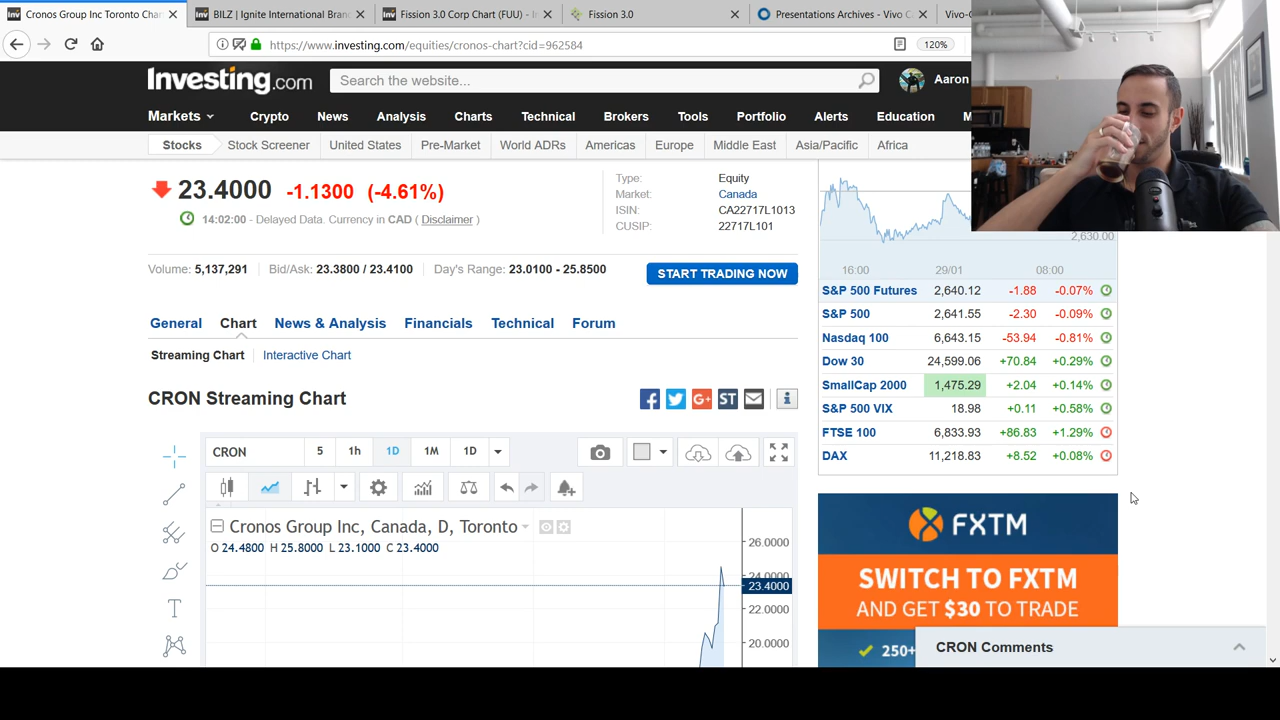 Cronos Group Inc Toronto Char
BILZ | Ignite International Bran
Fission 3.0 Corp Chart (FUU) - I
Fission 3.0
Presentations Archives - Vivo C
Vivo-C
https://www.investing.com/equities/cronos-chart?cid=962584
120%
Investing.com
Search the website...
Aaron
Markets Crypto News Analysis Charts Technical Brokers Tools Portfolio Alerts Education M
Stocks Stock Screener United States Pre-Market World ADRs Americas Europe Middle East Asia/Pacific Africa
23.4000 -1.1300 (-4.61%)
14:02:00 - Delayed Data. Currency in CAD ( Disclaimer )
Type: Equity
Market: Canada
ISIN: CA22717L1013
CUSIP: 22717L101
Volume: 5,137,291 Bid/Ask: 23.3800 / 23.4100 Day's Range: 23.0100 - 25.8500
START TRADING NOW
General Chart News & Analysis Financials Technical Forum
Streaming Chart Interactive Chart
CRON Streaming Chart
ST
CRON 5 1h 1D 1M 1D
Cronos Group Inc, Canada, D, Toronto
O 24.4800 H 25.8000 L 23.1000 C 23.4000
26.0000
24.0000
23.4000
22.0000
20.0000
2,630.00
16:00 29/01 08:00
S&P 500 Futures 2,640.12 -1.88 -0.07%
S&P 500 2,641.55 -2.30 -0.09%
Nasdaq 100 6,643.15 -53.94 -0.81%
Dow 30 24,599.06 +70.84 +0.29%
SmallCap 2000 1,475.29 +2.04 +0.14%
S&P 500 VIX 18.98 +0.11 +0.58%
FTSE 100 6,833.93 +86.83 +1.29%
DAX 11,218.83 +8.52 +0.08%
FXTM
SWITCH TO FXTM
AND GET $30 TO TRADE
250+
CRON Comments